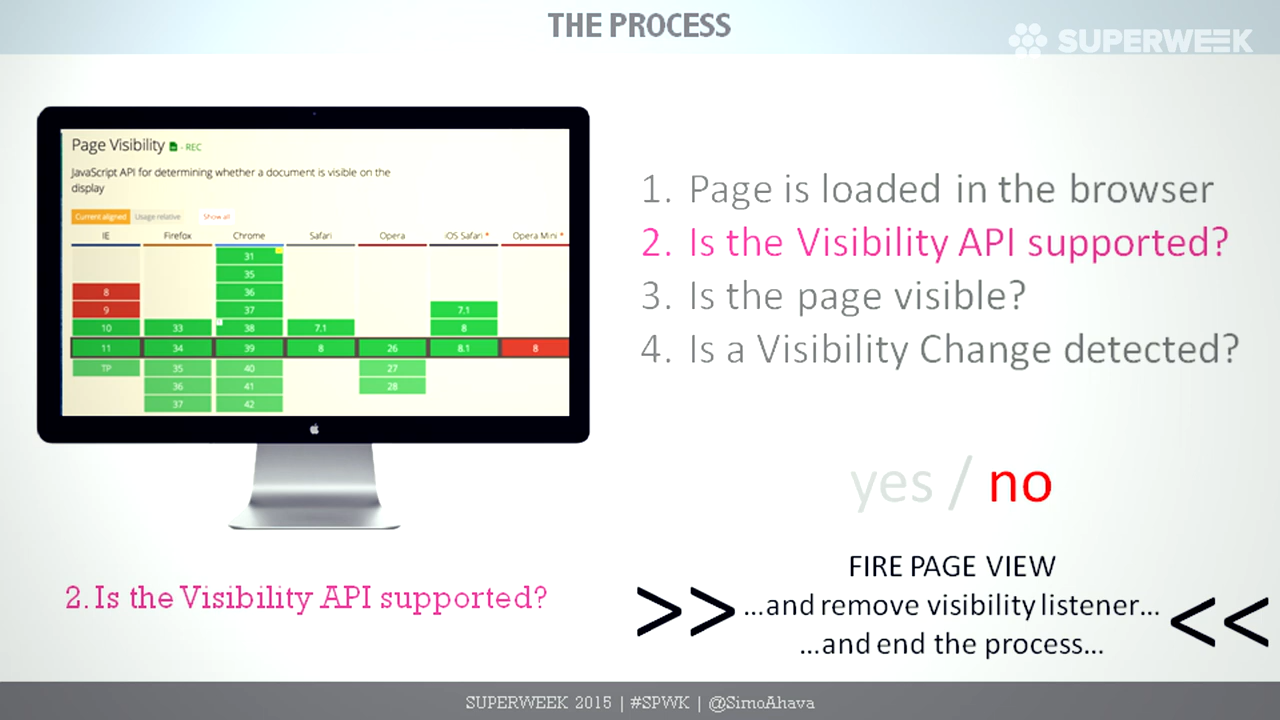 THE PROCESS
SUPERWEEK
Page Visibility - REC
JavaScript API for determining whether a document is visible on the
display
Current aligned Usage relative Show all
IE Firefox Chrome Safari Opera iOS Safari * Opera Mini *
31
35
8 36
9 37 7.1
10 33 38 7.1 8
11 34 39 8 26 8.1 8
TP 35 40 27
36 41 28
37 42
1. Page is loaded in the browser
2. Is the Visibility API supported?
3. Is the page visible?
4. Is a Visibility Change detected?
yes / no
2. Is the Visibility API supported?
FIRE PAGE VIEW
>> ...and remove visibility listener... <<
...and end the process...
SUPERWEEK 2015 | #SPWK | @SimoAhava